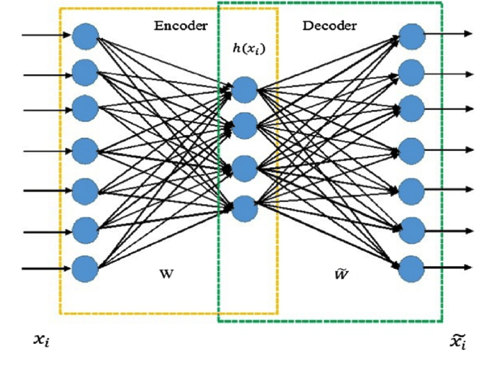 Encoder
Decoder
h(xᵢ)
W
W̃
xᵢ
x̃ᵢ